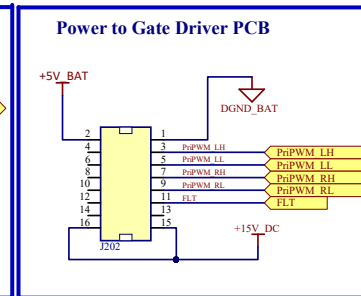 Power to Gate Driver PCB
+5V_BAT
DGND_BAT
2 1
4 3 PriPWM_LH PriPWM_LH
6 5 PriPWM_LL PriPWM_LL
8 7 PriPWM_RH PriPWM_RH
10 9 PriPWM_RL PriPWM_RL
12 11 FLT FLT
14 13
16 15
J202
+15V_DC